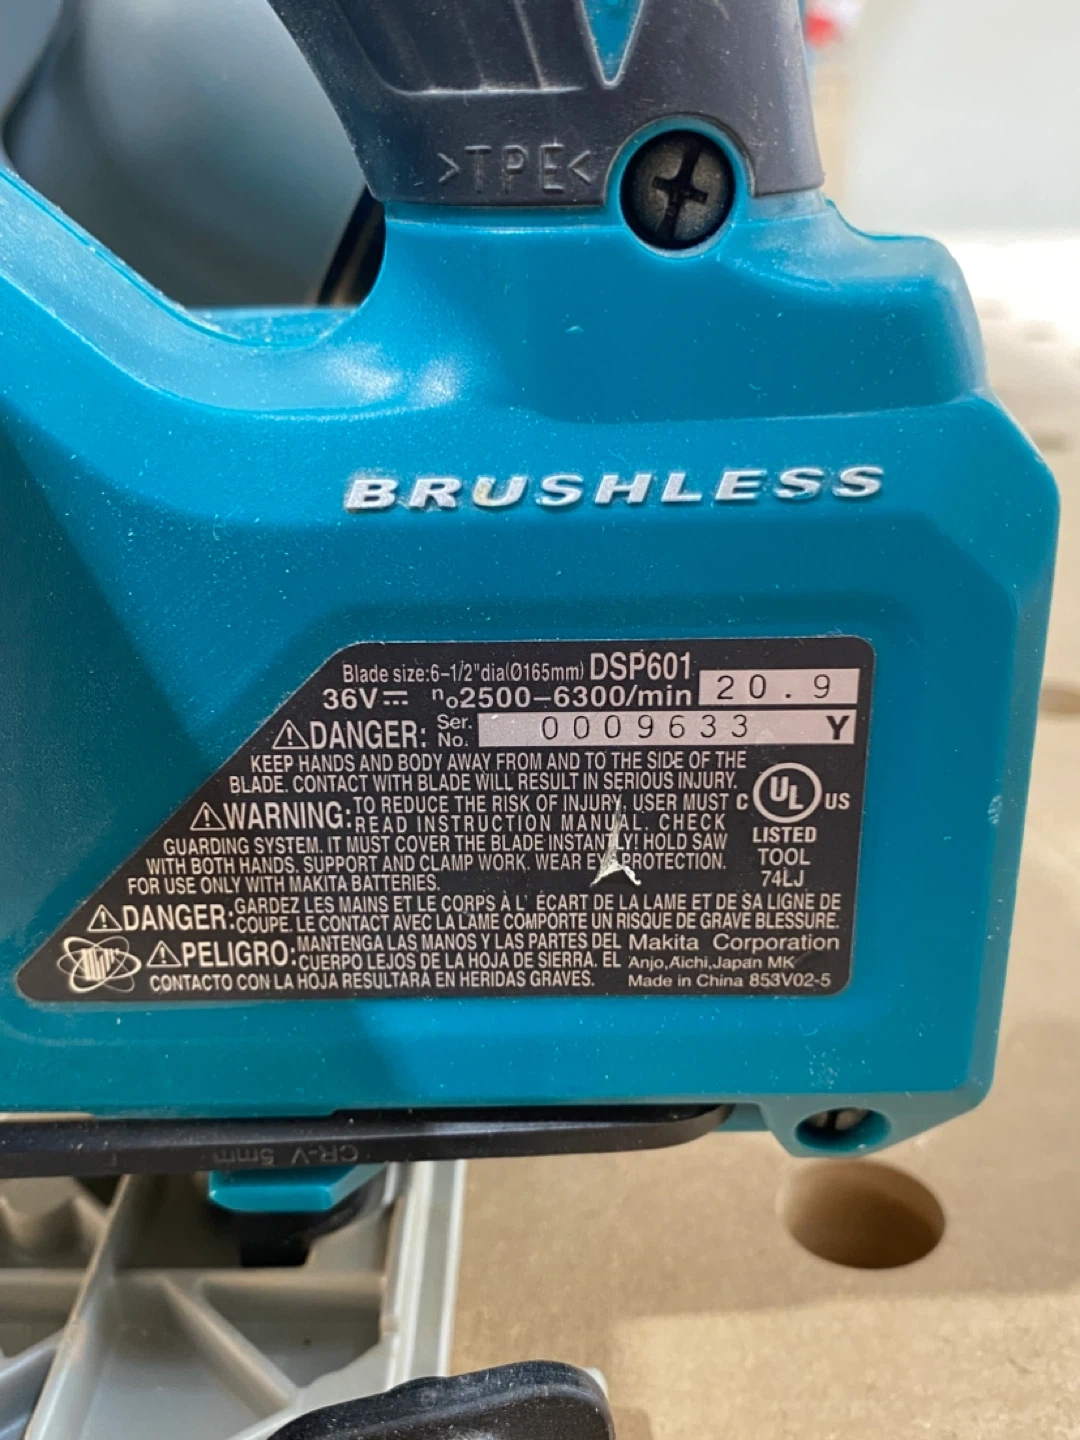 >TPE<
BRUSHLESS
Blade size:6-1/2"dia(Ø165mm) DSP601
36V⎓ n₀2500-6300/min 20.9
⚠DANGER: Ser. No. 0009633 Y
KEEP HANDS AND BODY AWAY FROM AND TO THE SIDE OF THE
BLADE. CONTACT WITH BLADE WILL RESULT IN SERIOUS INJURY.
⚠WARNING: TO REDUCE THE RISK OF INJURY, USER MUST
READ INSTRUCTION MANUAL. CHECK
GUARDING SYSTEM. IT MUST COVER THE BLADE INSTANTLY! HOLD SAW
WITH BOTH HANDS. SUPPORT AND CLAMP WORK. WEAR EYE PROTECTION.
FOR USE ONLY WITH MAKITA BATTERIES.
C UL US
LISTED
TOOL
74LJ
⚠DANGER: GARDEZ LES MAINS ET LE CORPS À L' ÉCART DE LA LAME ET DE SA LIGNE DE
COUPE. LE CONTACT AVEC LA LAME COMPORTE UN RISQUE DE GRAVE BLESSURE.
⚠PELIGRO: MANTENGA LAS MANOS Y LAS PARTES DEL
CUERPO LEJOS DE LA HOJA DE SIERRA. EL
CONTACTO CON LA HOJA RESULTARA EN HERIDAS GRAVES.
Makita Corporation
Anjo,Aichi,Japan MK
Made in China 853V02-5
CR-V 5mm